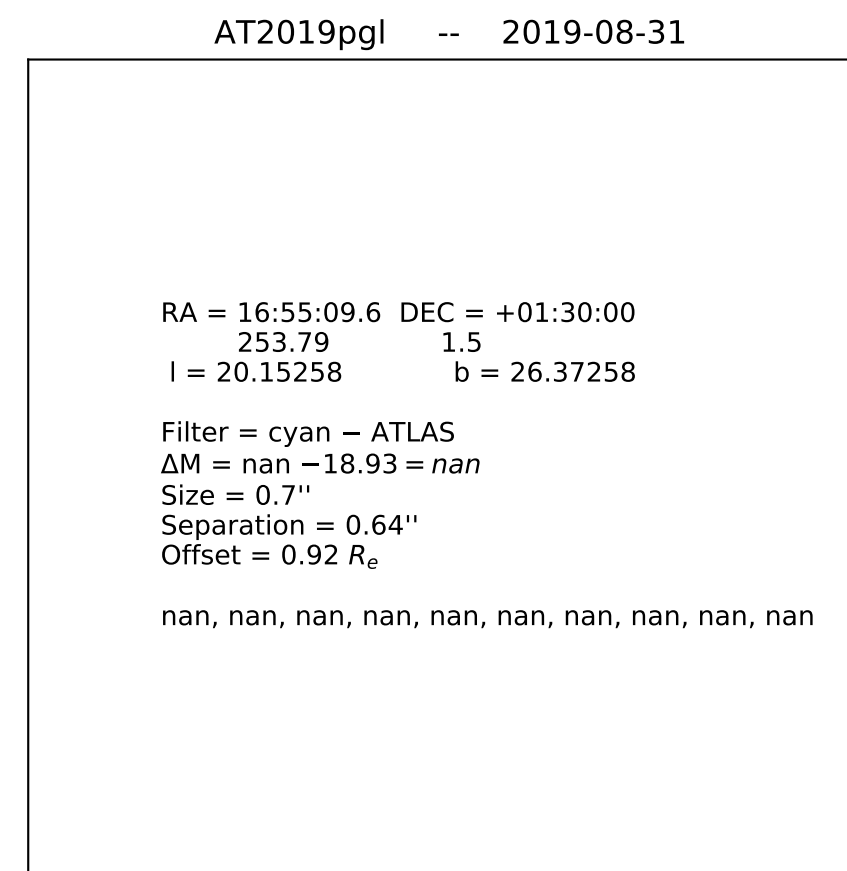 AT2019pgl -- 2019-08-31
RA = 16:55:09.6 DEC = +01:30:00
253.79 1.5
l = 20.15258 b = 26.37258
Filter = cyan − ATLAS
ΔM = nan −18.93 = nan
Size = 0.7''
Separation = 0.64''
Offset = 0.92 Re
nan, nan, nan, nan, nan, nan, nan, nan, nan, nan